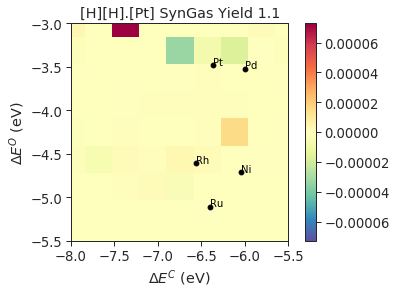 [H][H].[Pt] SynGas Yield 1.1
−3.0
−3.5
−4.0
−4.5
−5.0
−5.5
ΔE^O (eV)
Pt
Pd
Rh
Ni
Ru
−8.0 −7.5 −7.0 −6.5 −6.0 −5.5
ΔE^C (eV)
0.00006
0.00004
0.00002
0.00000
−0.00002
−0.00004
−0.00006